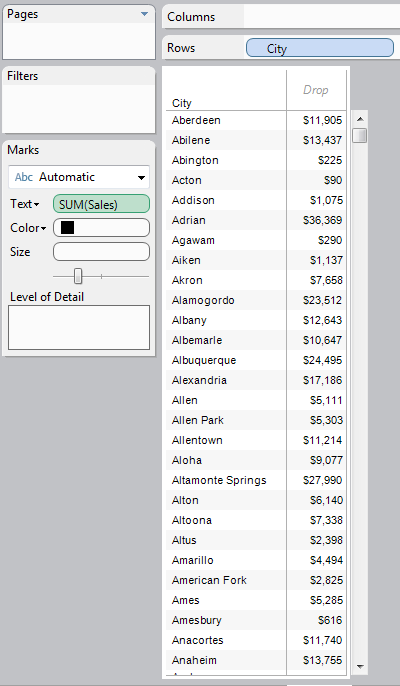 Pages
Columns
Rows
City
Filters
Marks
Abc Automatic
Text
SUM(Sales)
Color
Size
Level of Detail
City
Drop
Aberdeen $11,905
Abilene $13,437
Abington $225
Acton $90
Addison $1,075
Adrian $36,369
Agawam $290
Aiken $1,137
Akron $7,658
Alamogordo $23,512
Albany $12,643
Albemarle $10,647
Albuquerque $24,495
Alexandria $17,186
Allen $5,111
Allen Park $5,303
Allentown $11,214
Aloha $9,077
Altamonte Springs $27,990
Alton $6,140
Altoona $7,338
Altus $2,398
Amarillo $4,494
American Fork $2,825
Ames $5,285
Amesbury $616
Anacortes $11,740
Anaheim $13,755